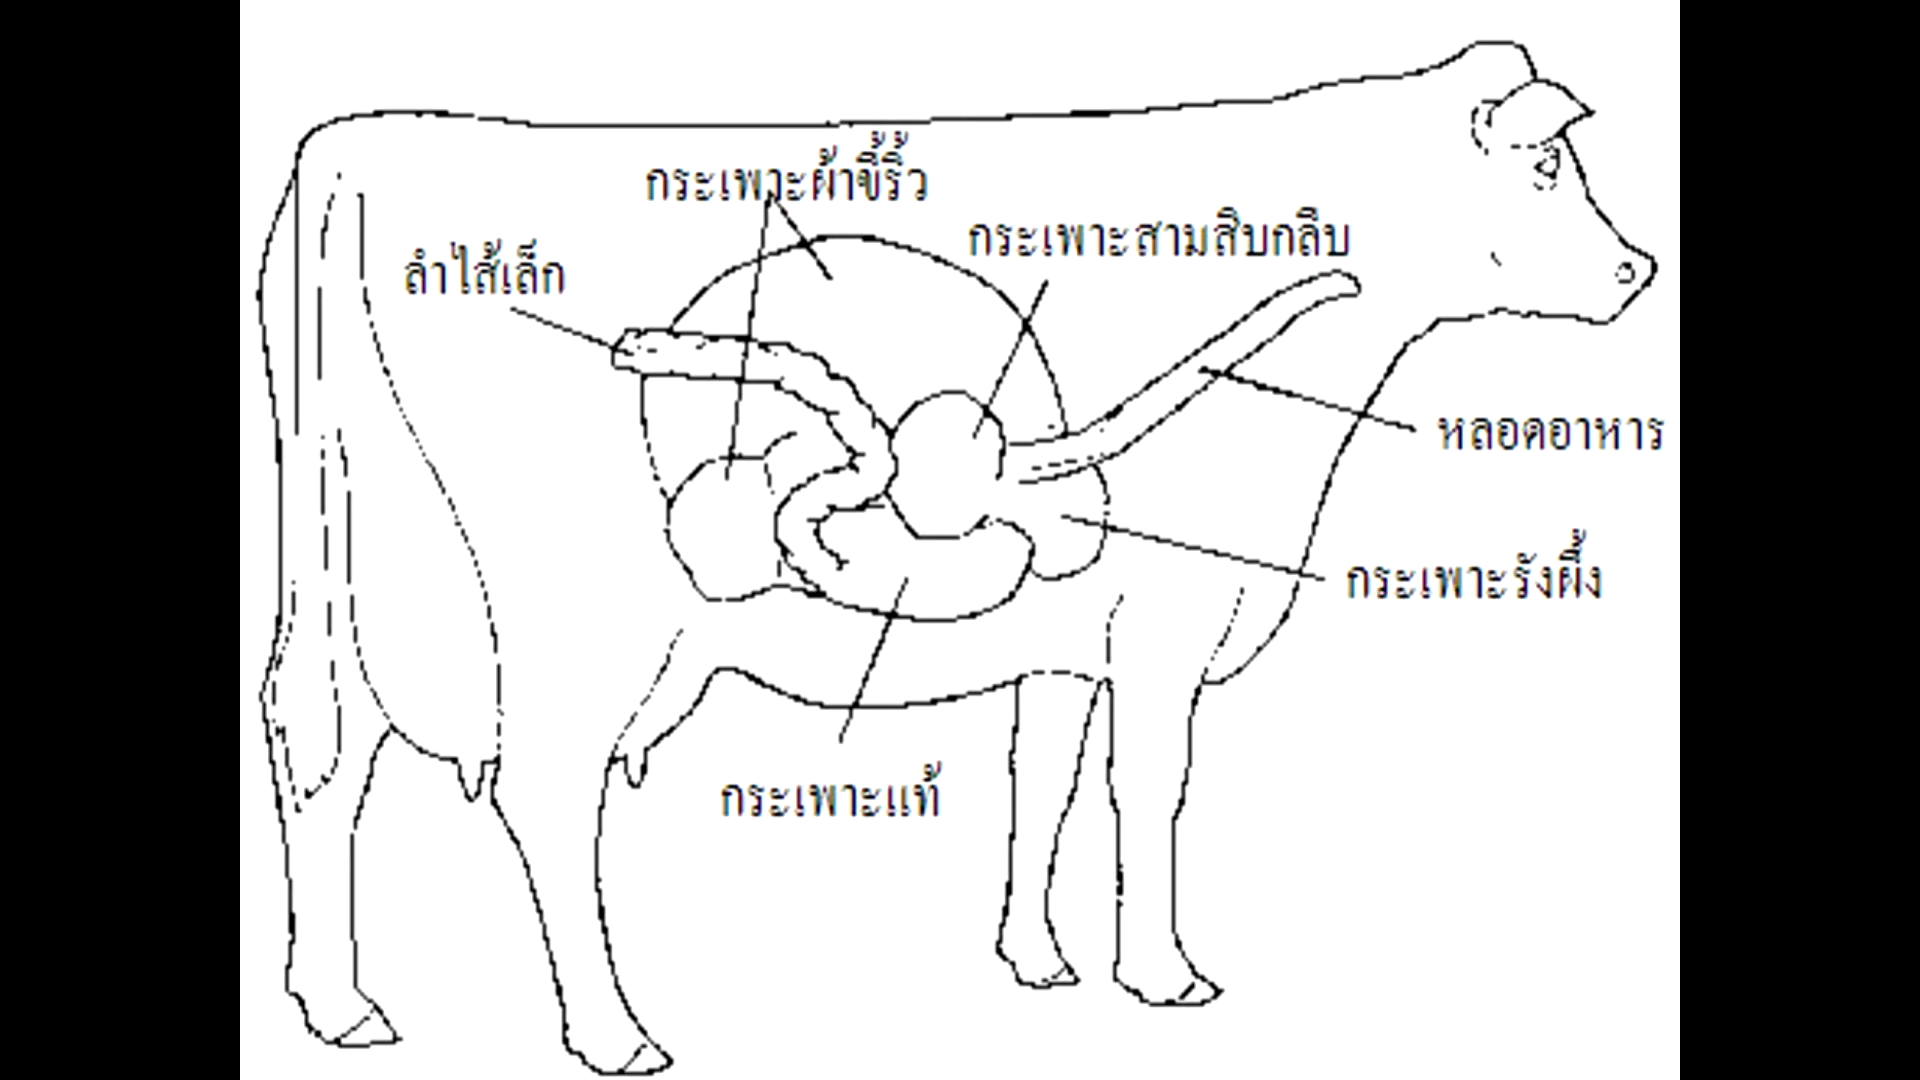 กระเพาะผ้าขี้ริ้ว
กระเพาะสามสิบกลีบ
ลำไส้เล็ก
หลอดอาหาร
กระเพาะรังผึ้ง
กระเพาะแท้